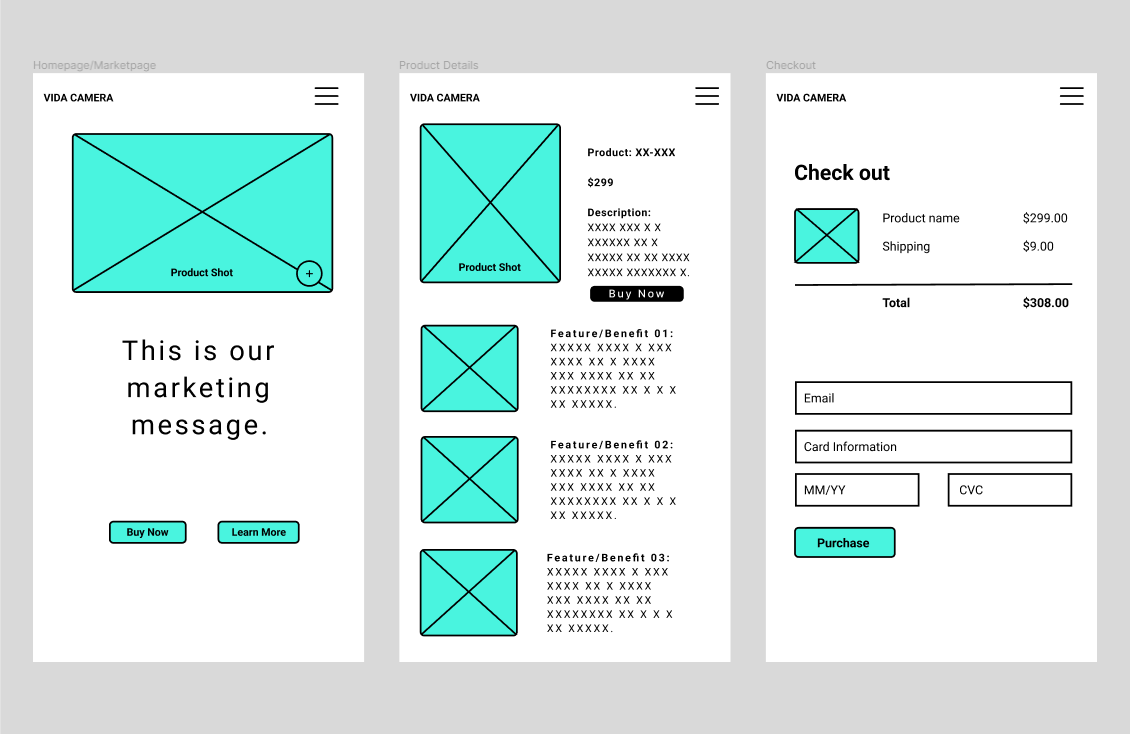 Homepage/Marketpage
VIDA CAMERA
Product Shot
+
This is our
marketing
message.
Buy Now
Learn More
Product Details
VIDA CAMERA
Product Shot
Product: XX-XXX
$299
Description:
XXXX XXX X X
XXXXXX XX X
XXXXX XX XX XXXX
XXXXX XXXXXXX X.
Buy Now
Feature/Benefit 01:
XXXXX XXXX X XXX
XXXX XX X XXXX
XXX XXXX XX XX
XXXXXXXX XX X X X
XX XXXXX.
Feature/Benefit 02:
XXXXX XXXX X XXX
XXXX XX X XXXX
XXX XXXX XX XX
XXXXXXXX XX X X X
XX XXXXX.
Feature/Benefit 03:
XXXXX XXXX X XXX
XXXX XX X XXXX
XXX XXXX XX XX
XXXXXXXX XX X X X
XX XXXXX.
Checkout
VIDA CAMERA
Check out
Product name $299.00
Shipping $9.00
Total $308.00
Email
Card Information
MM/YY CVC
Purchase